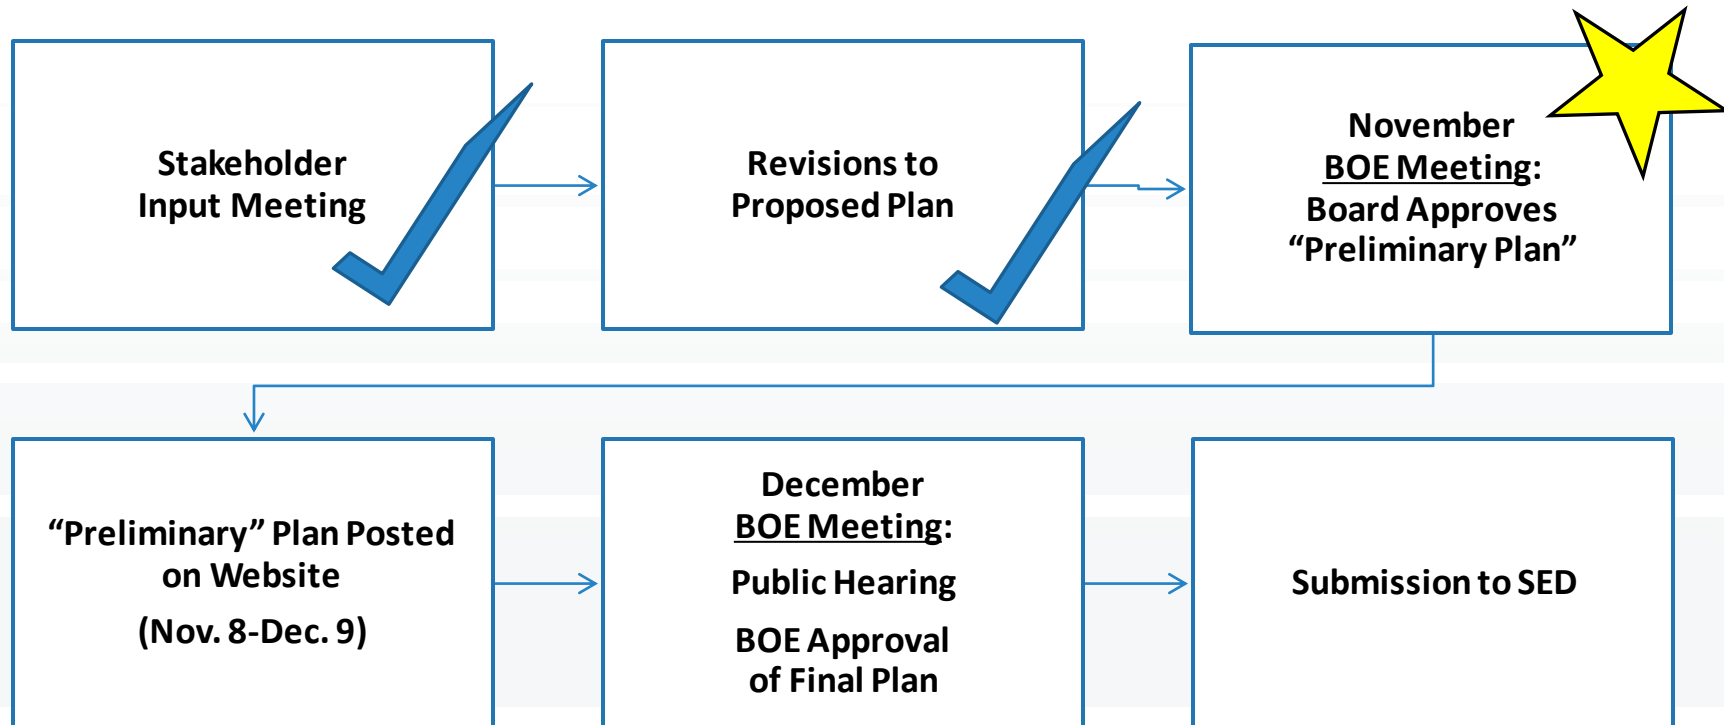 Stakeholder
Input Meeting
Revisions to
Proposed Plan
November
BOE Meeting:
Board Approves
“Preliminary Plan”
“Preliminary” Plan Posted
on Website
(Nov. 8-Dec. 9)
December
BOE Meeting:
Public Hearing
BOE Approval
of Final Plan
Submission to SED